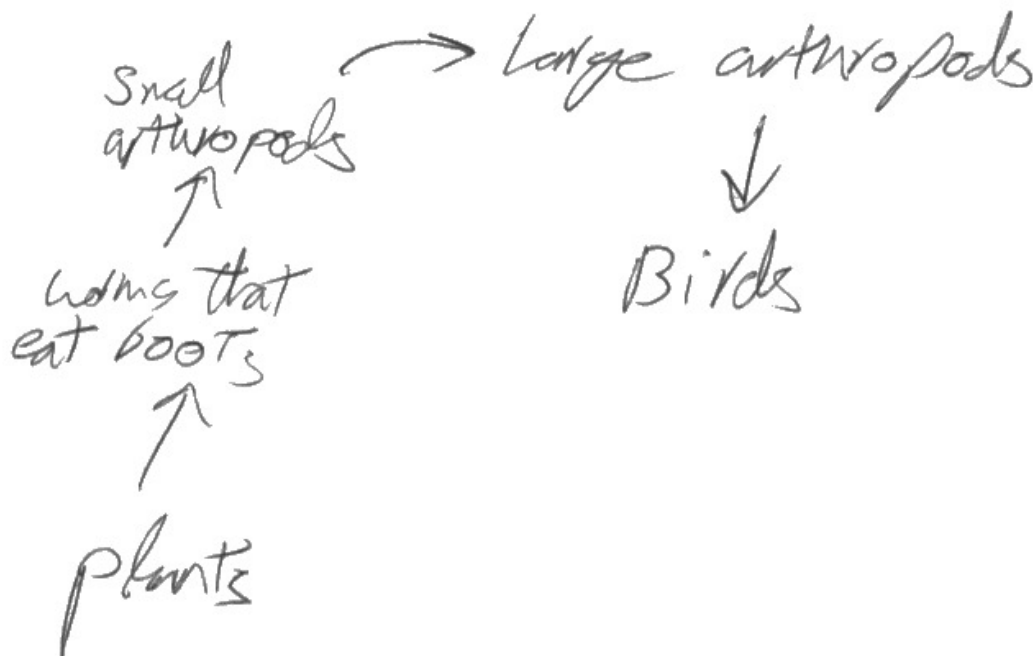 Small
arthropods
Large arthropods
worms that
eat roots
Birds
plants